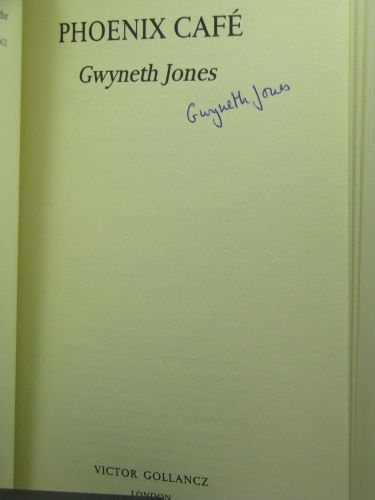 PHOENIX CAFÉ
Gwyneth Jones
Gwyneth Jones
VICTOR GOLLANCZ
LONDON